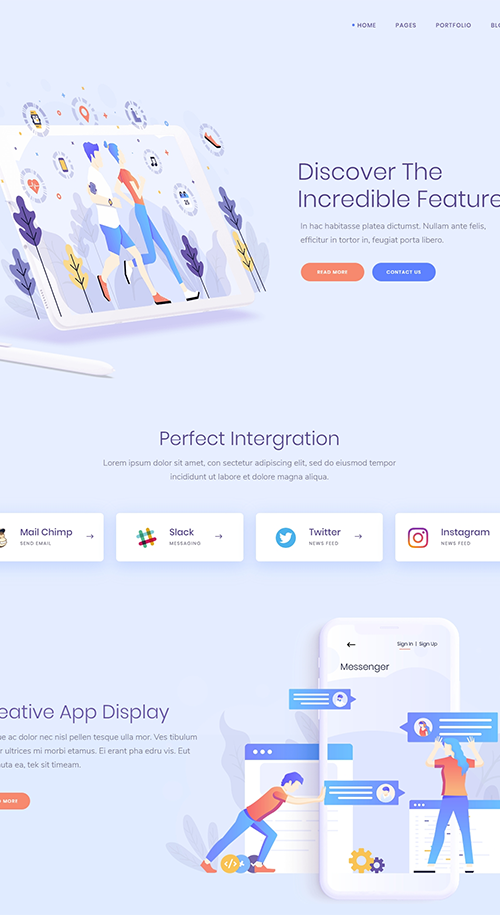 HOME PAGES PORTFOLIO
Discover The
Incredible Feature
In hac habitasse platea dictumst. Nullam ante felis,
efficitur in tortor in, feugiat porta libero.
READ MORE CONTACT US
Perfect Intergration
Lorem ipsum dolor sit amet, con sectetur adipiscing elit, sed do eiusmod tempor
incididunt ut labore et dolore magna aliqua.
Mail Chimp
SEND EMAIL
Slack
MESSAGING
Twitter
NEWS FEED
Instagram
NEWS FEED
Sign In | Sign Up
Messenger
eative App Display
ue ac dolor nec nisl pellen tesque ulla mor. Ves tibulum
r ultrices mi morbi etamus. Ei erant pha edru vis. Eut
uta ea, tek sit timeam.
MORE